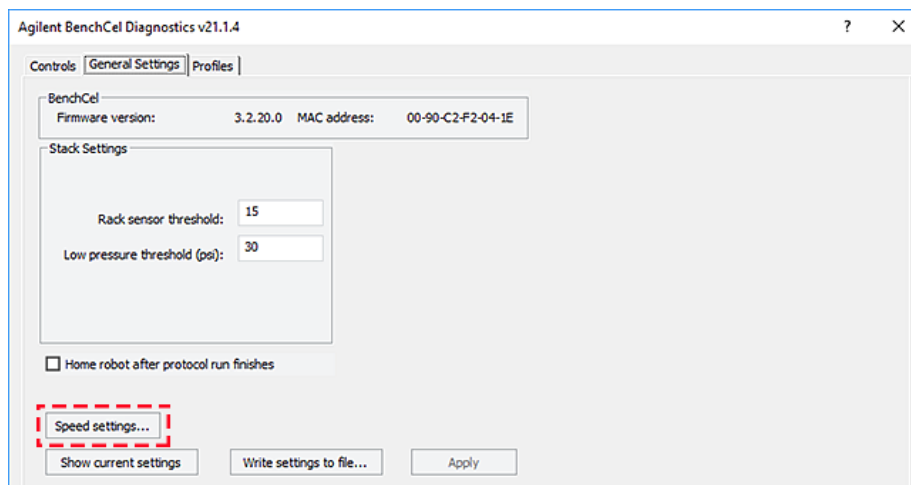 Agilent BenchCel Diagnostics v21.1.4 ?
Controls General Settings Profiles
BenchCel
Firmware version: 3.2.20.0 MAC address: 00-90-C2-F2-04-1E
Stack Settings
Rack sensor threshold: 15
Low pressure threshold (psi): 30
Home robot after protocol run finishes
Speed settings...
Show current settings Write settings to file... Apply